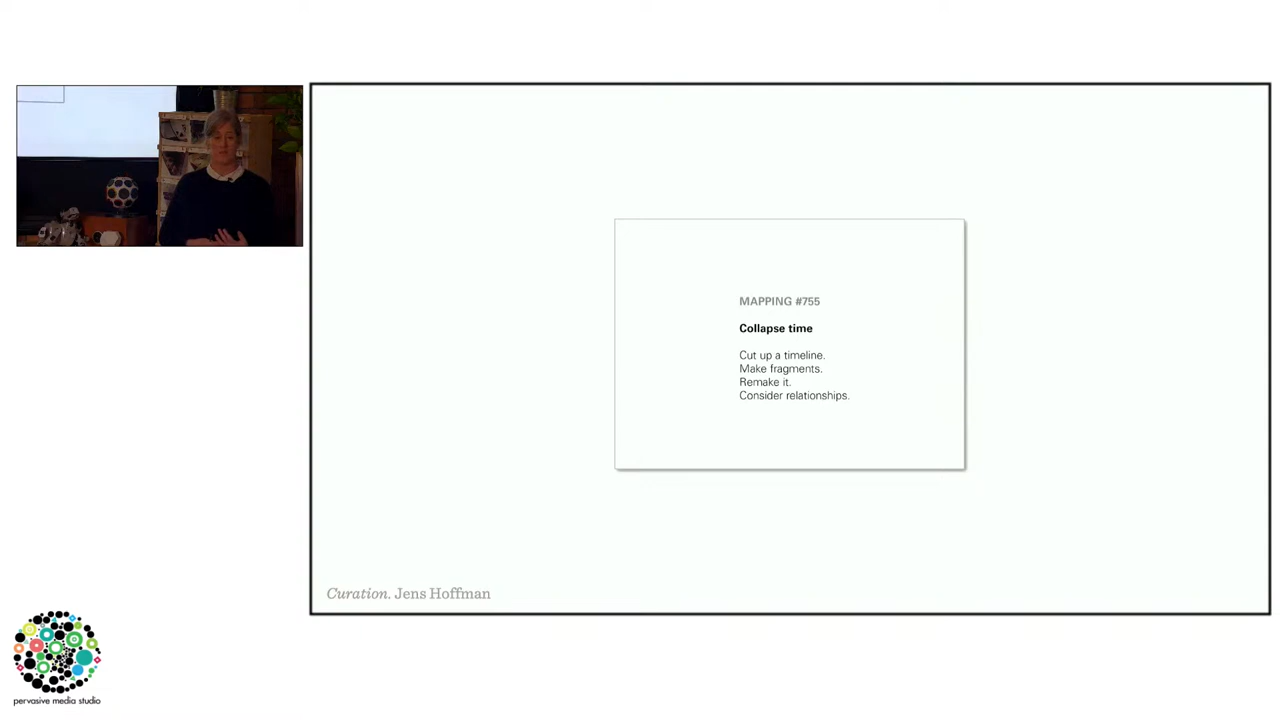 MAPPING #755
Collapse time
Cut up a timeline.
Make fragments.
Remake it.
Consider relationships.
Curation. Jens Hoffman
pervasive media studio